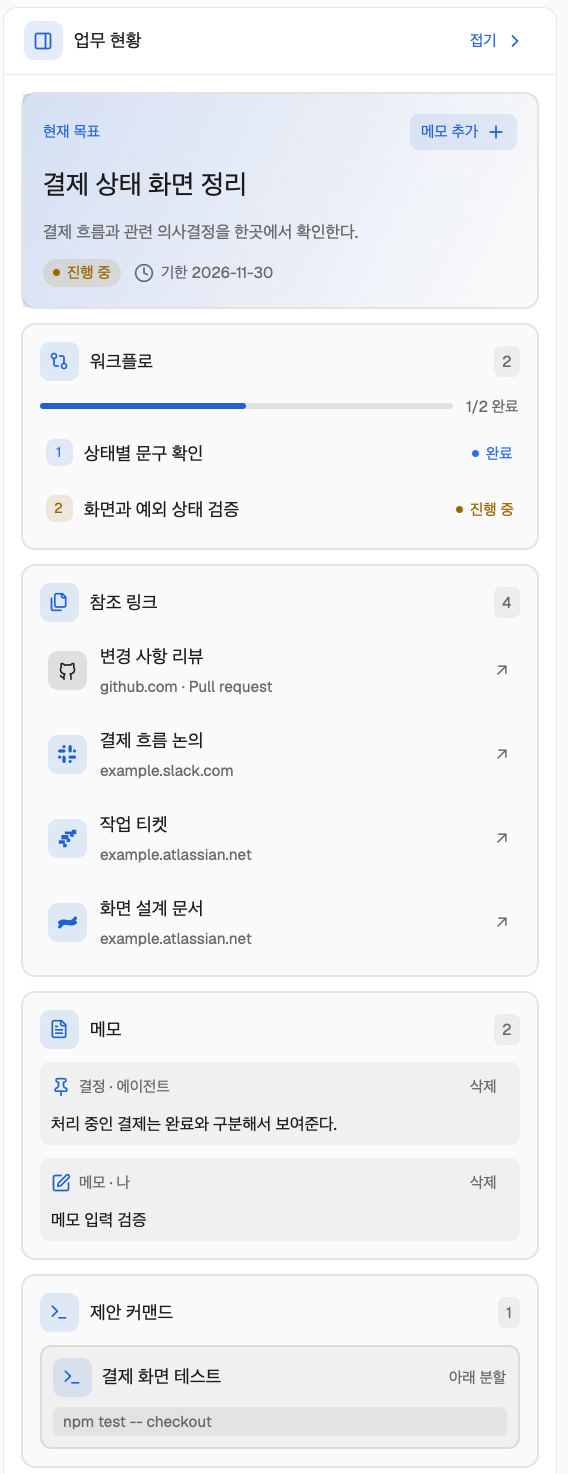 업무 현황
접기
현재 목표
메모 추가
결제 상태 화면 정리
결제 흐름과 관련 의사결정을 한곳에서 확인한다.
진행 중
기한 2026-11-30
워크플로
2
1/2 완료
1
상태별 문구 확인
완료
2
화면과 예외 상태 검증
진행 중
참조 링크
4
변경 사항 리뷰
github.com · Pull request
결제 흐름 논의
example.slack.com
작업 티켓
example.atlassian.net
화면 설계 문서
example.atlassian.net
메모
2
결정 · 에이전트
삭제
처리 중인 결제는 완료와 구분해서 보여준다.
메모 · 나
삭제
메모 입력 검증
제안 커맨드
1
결제 화면 테스트
아래 분할
npm test -- checkout